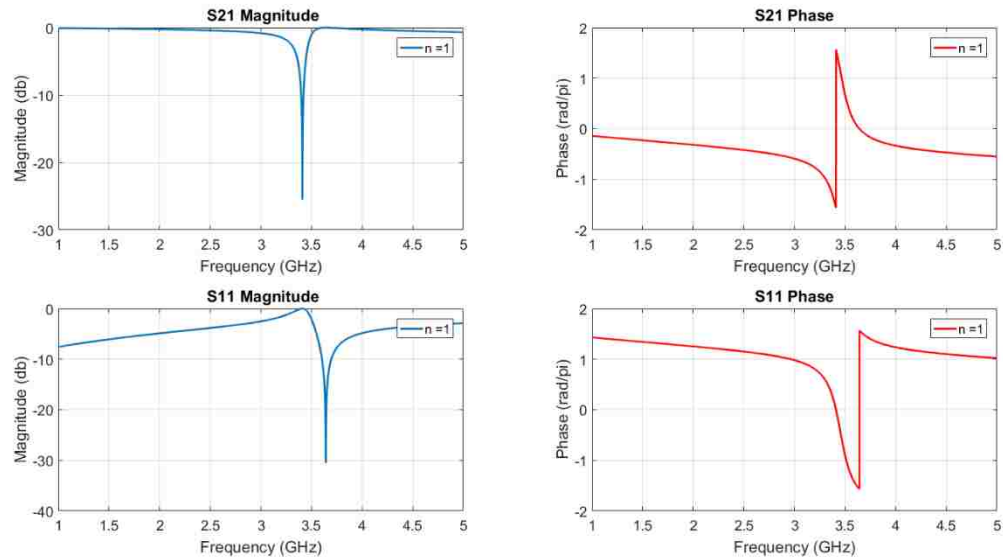 S21 Magnitude
0
-10
-20
-30
Magnitude (db)
n =1
1 1.5 2 2.5 3 3.5 4 4.5 5
Frequency (GHz)
S21 Phase
2
1
0
-1
-2
Phase (rad/pi)
n =1
1 1.5 2 2.5 3 3.5 4 4.5 5
Frequency (GHz)
S11 Magnitude
0
-10
-20
-30
-40
Magnitude (db)
n =1
1 1.5 2 2.5 3 3.5 4 4.5 5
Frequency (GHz)
S11 Phase
2
1
0
-1
-2
Phase (rad/pi)
n =1
1 1.5 2 2.5 3 3.5 4 4.5 5
Frequency (GHz)